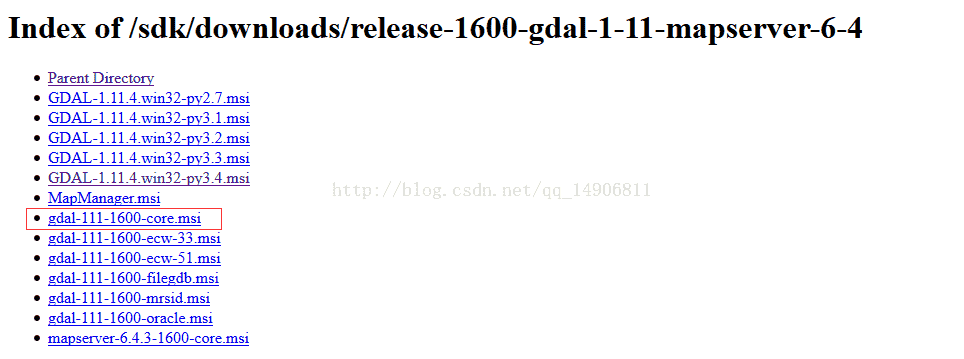 Index of /sdk/downloads/release-1600-gdal-1-11-mapserver-6-4
Parent Directory
GDAL-1.11.4.win32-py2.7.msi
GDAL-1.11.4.win32-py3.1.msi
GDAL-1.11.4.win32-py3.2.msi
GDAL-1.11.4.win32-py3.3.msi
GDAL-1.11.4.win32-py3.4.msi
http://blog.csdn.net/qq_14906811
MapManager.msi
gdal-111-1600-core.msi
gdal-111-1600-ecw-33.msi
gdal-111-1600-ecw-51.msi
gdal-111-1600-filegdb.msi
gdal-111-1600-mrsid.msi
gdal-111-1600-oracle.msi
mapserver-6.4.3-1600-core.msi